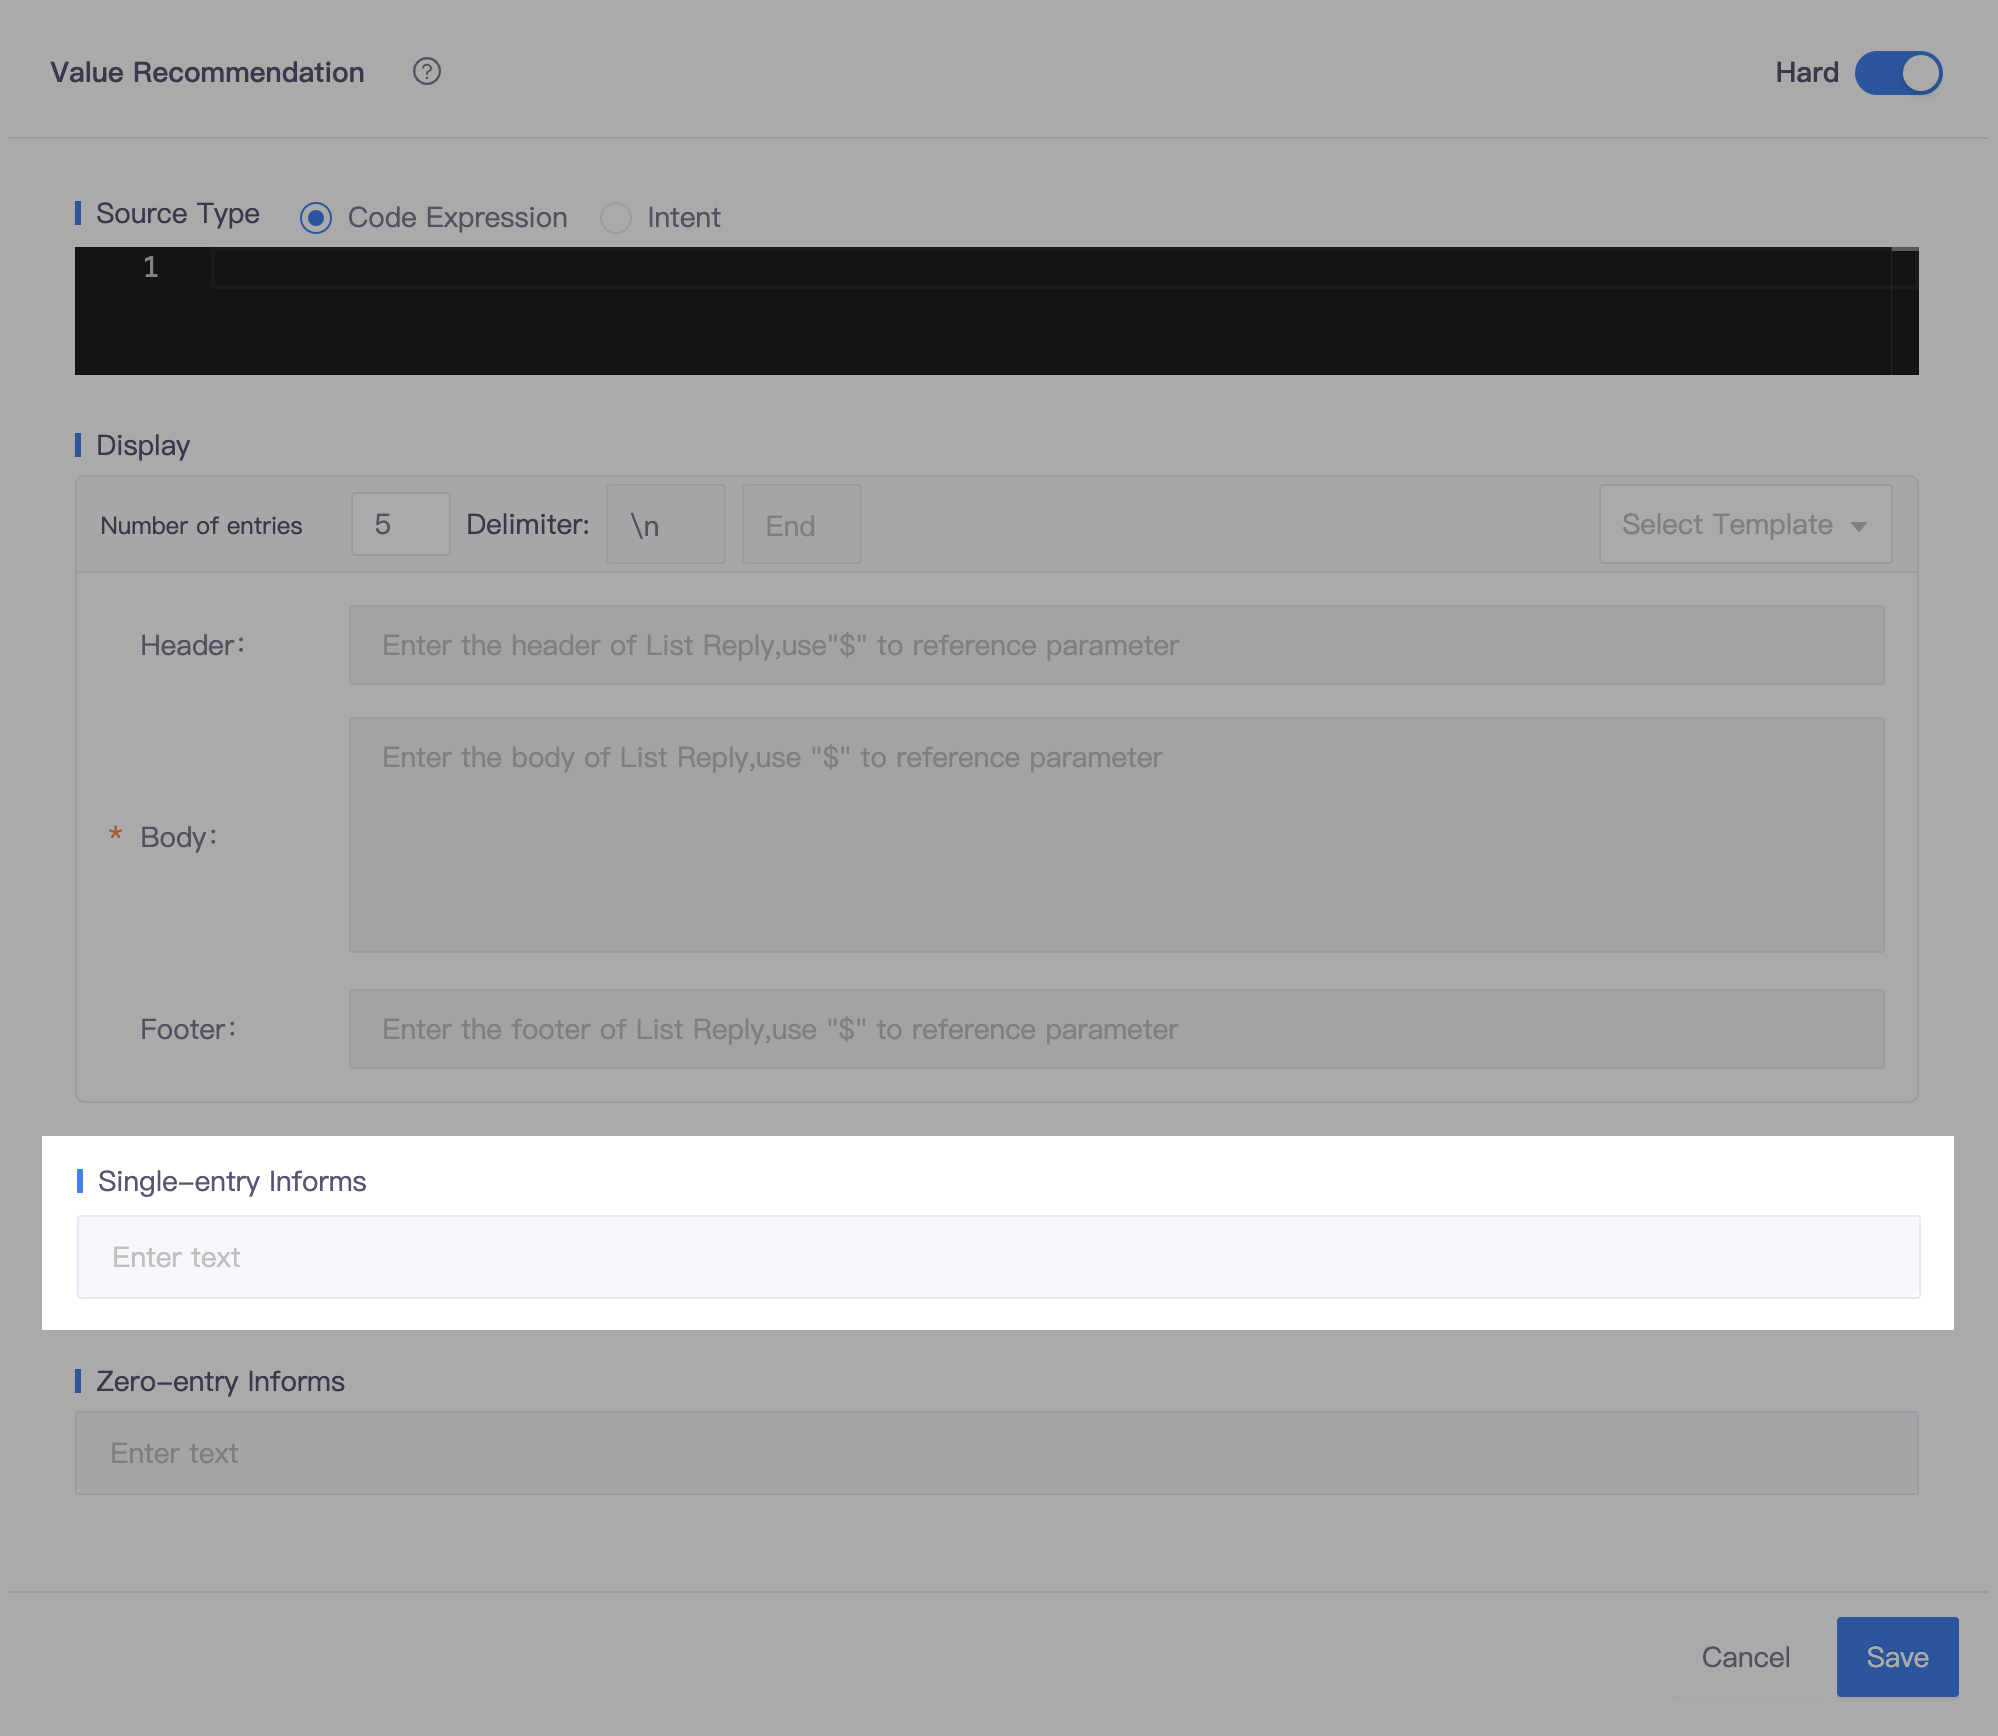 Value Recommendation ? Hard
Source Type Code Expression Intent
1
Display
Number of entries 5 Delimiter: \n End Select Template
Header: Enter the header of List Reply,use"$" to reference parameter
Enter the body of List Reply,use "$" to reference parameter
* Body:
Footer: Enter the footer of List Reply,use "$" to reference parameter
Single-entry Informs
Enter text
Zero-entry Informs
Enter text
Cancel Save